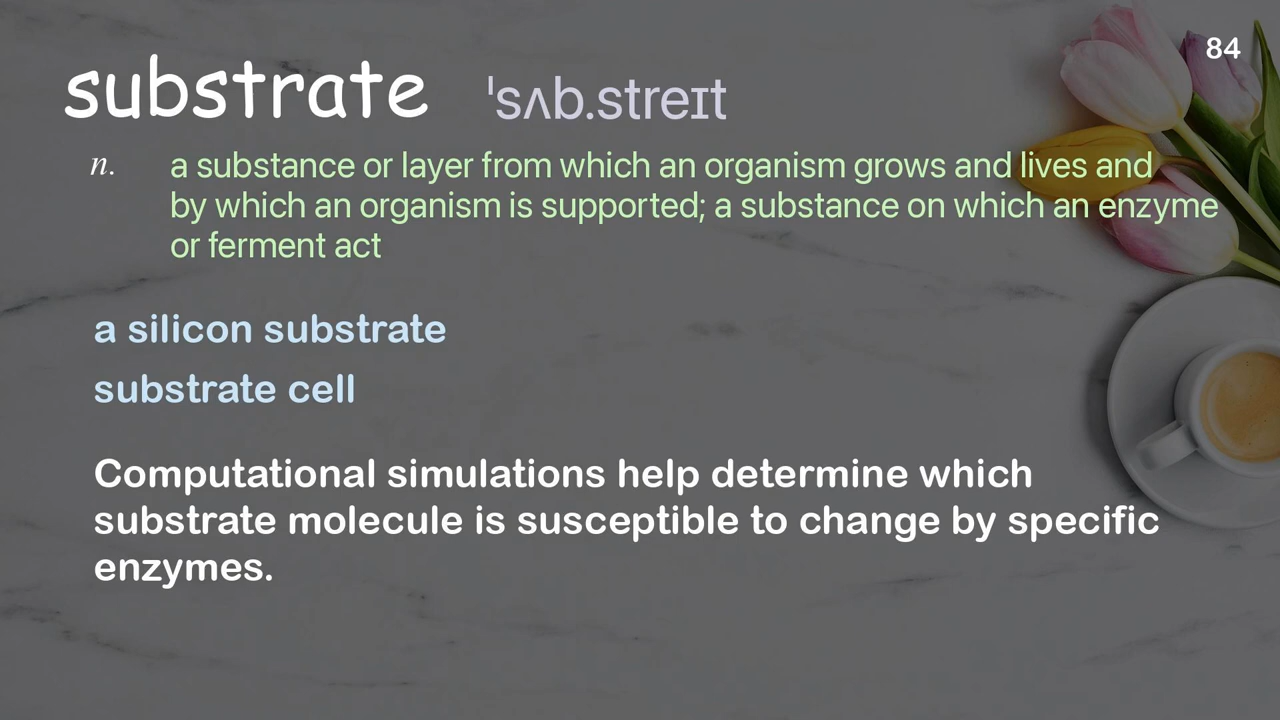 84
substrate ˈsʌb.streɪt
n. a substance or layer from which an organism grows and lives and
by which an organism is supported; a substance on which an enzyme
or ferment act
a silicon substrate
substrate cell
Computational simulations help determine which
substrate molecule is susceptible to change by specific
enzymes.